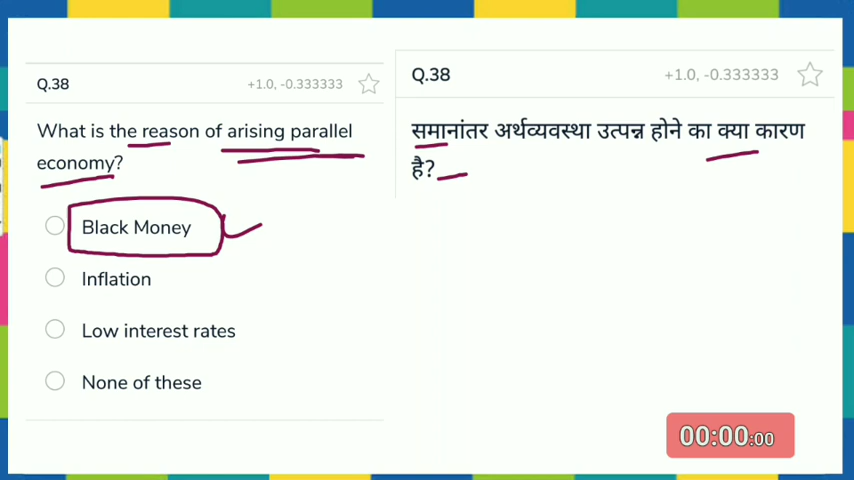 Q.38
+1.0, -0.333333
What is the reason of arising parallel
economy?
Black Money
Inflation
Low interest rates
None of these
Q.38
+1.0, -0.333333
समानांतर अर्थव्यवस्था उत्पन्न होने का क्या कारण
है?
00:00:00